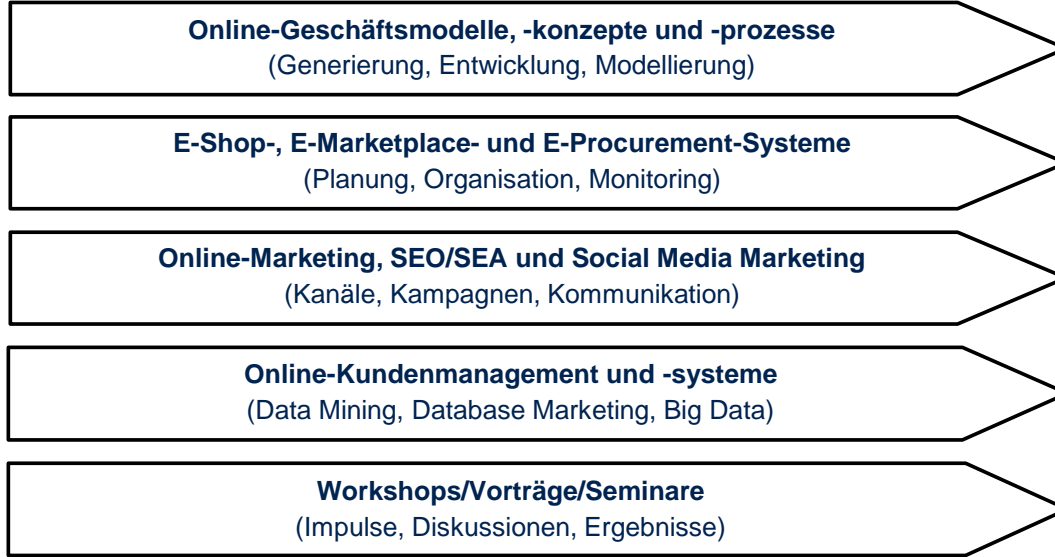 Online-Geschäftsmodelle, -konzepte und -prozesse
(Generierung, Entwicklung, Modellierung)
E-Shop-, E-Marketplace- und E-Procurement-Systeme
(Planung, Organisation, Monitoring)
Online-Marketing, SEO/SEA und Social Media Marketing
(Kanäle, Kampagnen, Kommunikation)
Online-Kundenmanagement und -systeme
(Data Mining, Database Marketing, Big Data)
Workshops/Vorträge/Seminare
(Impulse, Diskussionen, Ergebnisse)